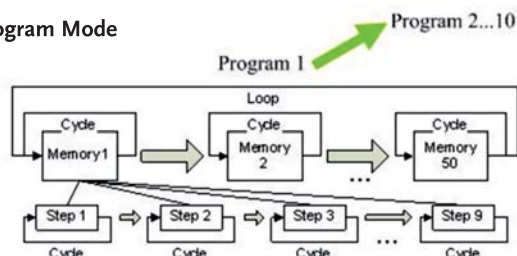 ogram Mode
Program 2...10
Program 1
Loop
Cycle Cycle Cycle
Memory1 Memory 2 ... Memory 50
Step 1 Step 2 Step 3 ... Step 9
Cycle Cycle Cycle Cycle